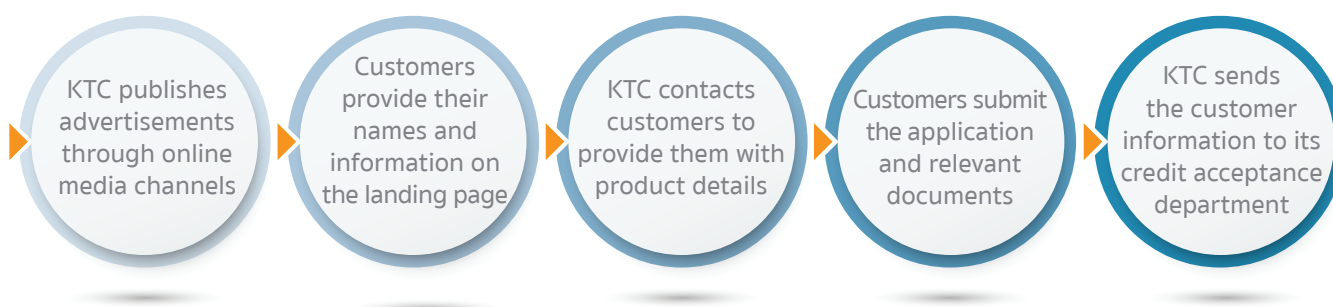 KTC publishes
advertisements
through online
media channels
Customers
provide their
names and
information on
the landing page
KTC contacts
customers to
provide them with
product details
Customers submit
the application
and relevant
documents
KTC sends
the customer
information to its
credit acceptance
department